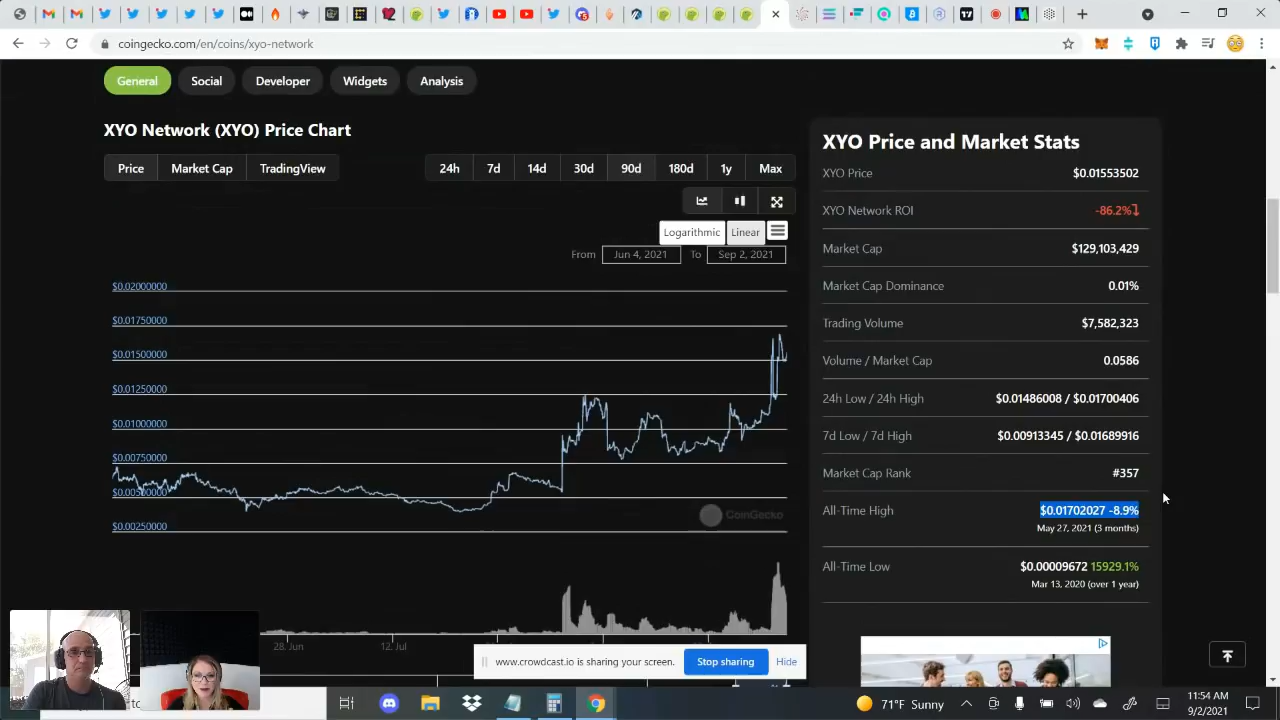 coingecko.com/en/coins/xyo-network
General
Social
Developer
Widgets
Analysis
XYO Network (XYO) Price Chart
Price
Market Cap
TradingView
24h
7d
14d
30d
90d
180d
1y
Max
Logarithmic
Linear
From
Jun 4, 2021
To
Sep 2, 2021
$0.02000000
$0.01750000
$0.01500000
$0.01250000
$0.01000000
$0.00750000
$0.00500000
$0.00250000
CoinGecko
28. Jun
12. Jul
XYO Price and Market Stats
XYO Price $0.01553502
XYO Network ROI -86.2%
Market Cap $129,103,429
Market Cap Dominance 0.01%
Trading Volume $7,582,323
Volume / Market Cap 0.0586
24h Low / 24h High $0.01486008 / $0.01700406
7d Low / 7d High $0.00913345 / $0.01689916
Market Cap Rank #357
All-Time High $0.01702027 -8.9%
May 27, 2021 (3 months)
All-Time Low $0.00009672 15929.1%
Mar 13, 2020 (over 1 year)
www.crowdcast.io is sharing your screen.
Stop sharing
Hide
71°F Sunny
11:54 AM
9/2/2021